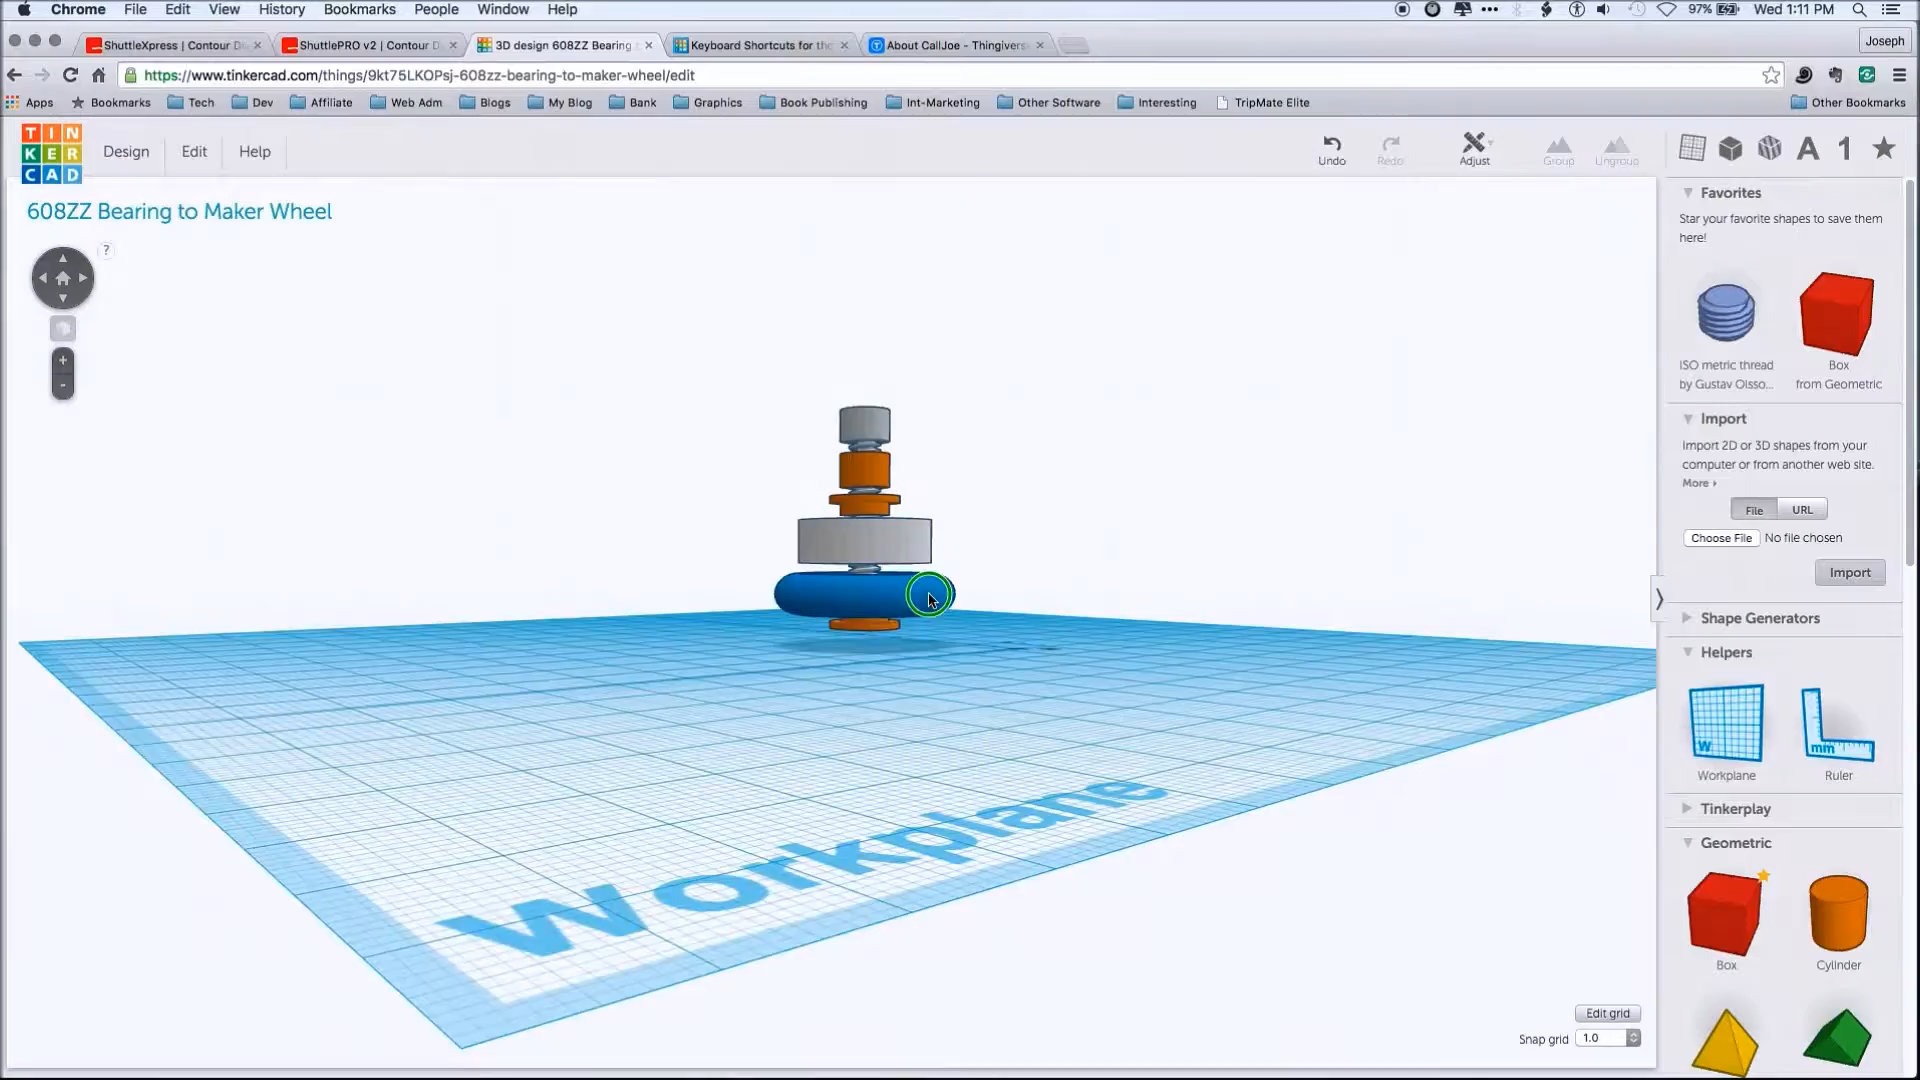 Chrome File Edit View History Bookmarks People Window Help 97% Wed 1:11 PM
ShuttleXpress | Contour D ShuttlePRO v2 | Contour D 3D design 608ZZ Bearing Keyboard Shortcuts for th About CallJoe - Thingivers Joseph
https://www.tinkercad.com/things/9kt75LKOPsj-608zz-bearing-to-maker-wheel/edit
Apps Bookmarks Tech Dev Affiliate Web Adm Blogs My Blog Bank Graphics Book Publishing Int-Marketing Other Software Interesting TripMate Elite Other Bookmarks
TIN
KER
CAD
Design Edit Help
Undo Redo Adjust Group Ungroup
A 1
608ZZ Bearing to Maker Wheel
?
+
-
Favorites
Star your favorite shapes to save them
here!
ISO metric thread
by Gustav Olsso...
Box
from Geometric
Import
Import 2D or 3D shapes from your
computer or from another web site.
More
File URL
Choose File No file chosen
Import
Shape Generators
Helpers
W
mm
Workplane Ruler
Tinkerplay
Geometric
Box Cylinder
Workplane
Edit grid
Snap grid 1.0